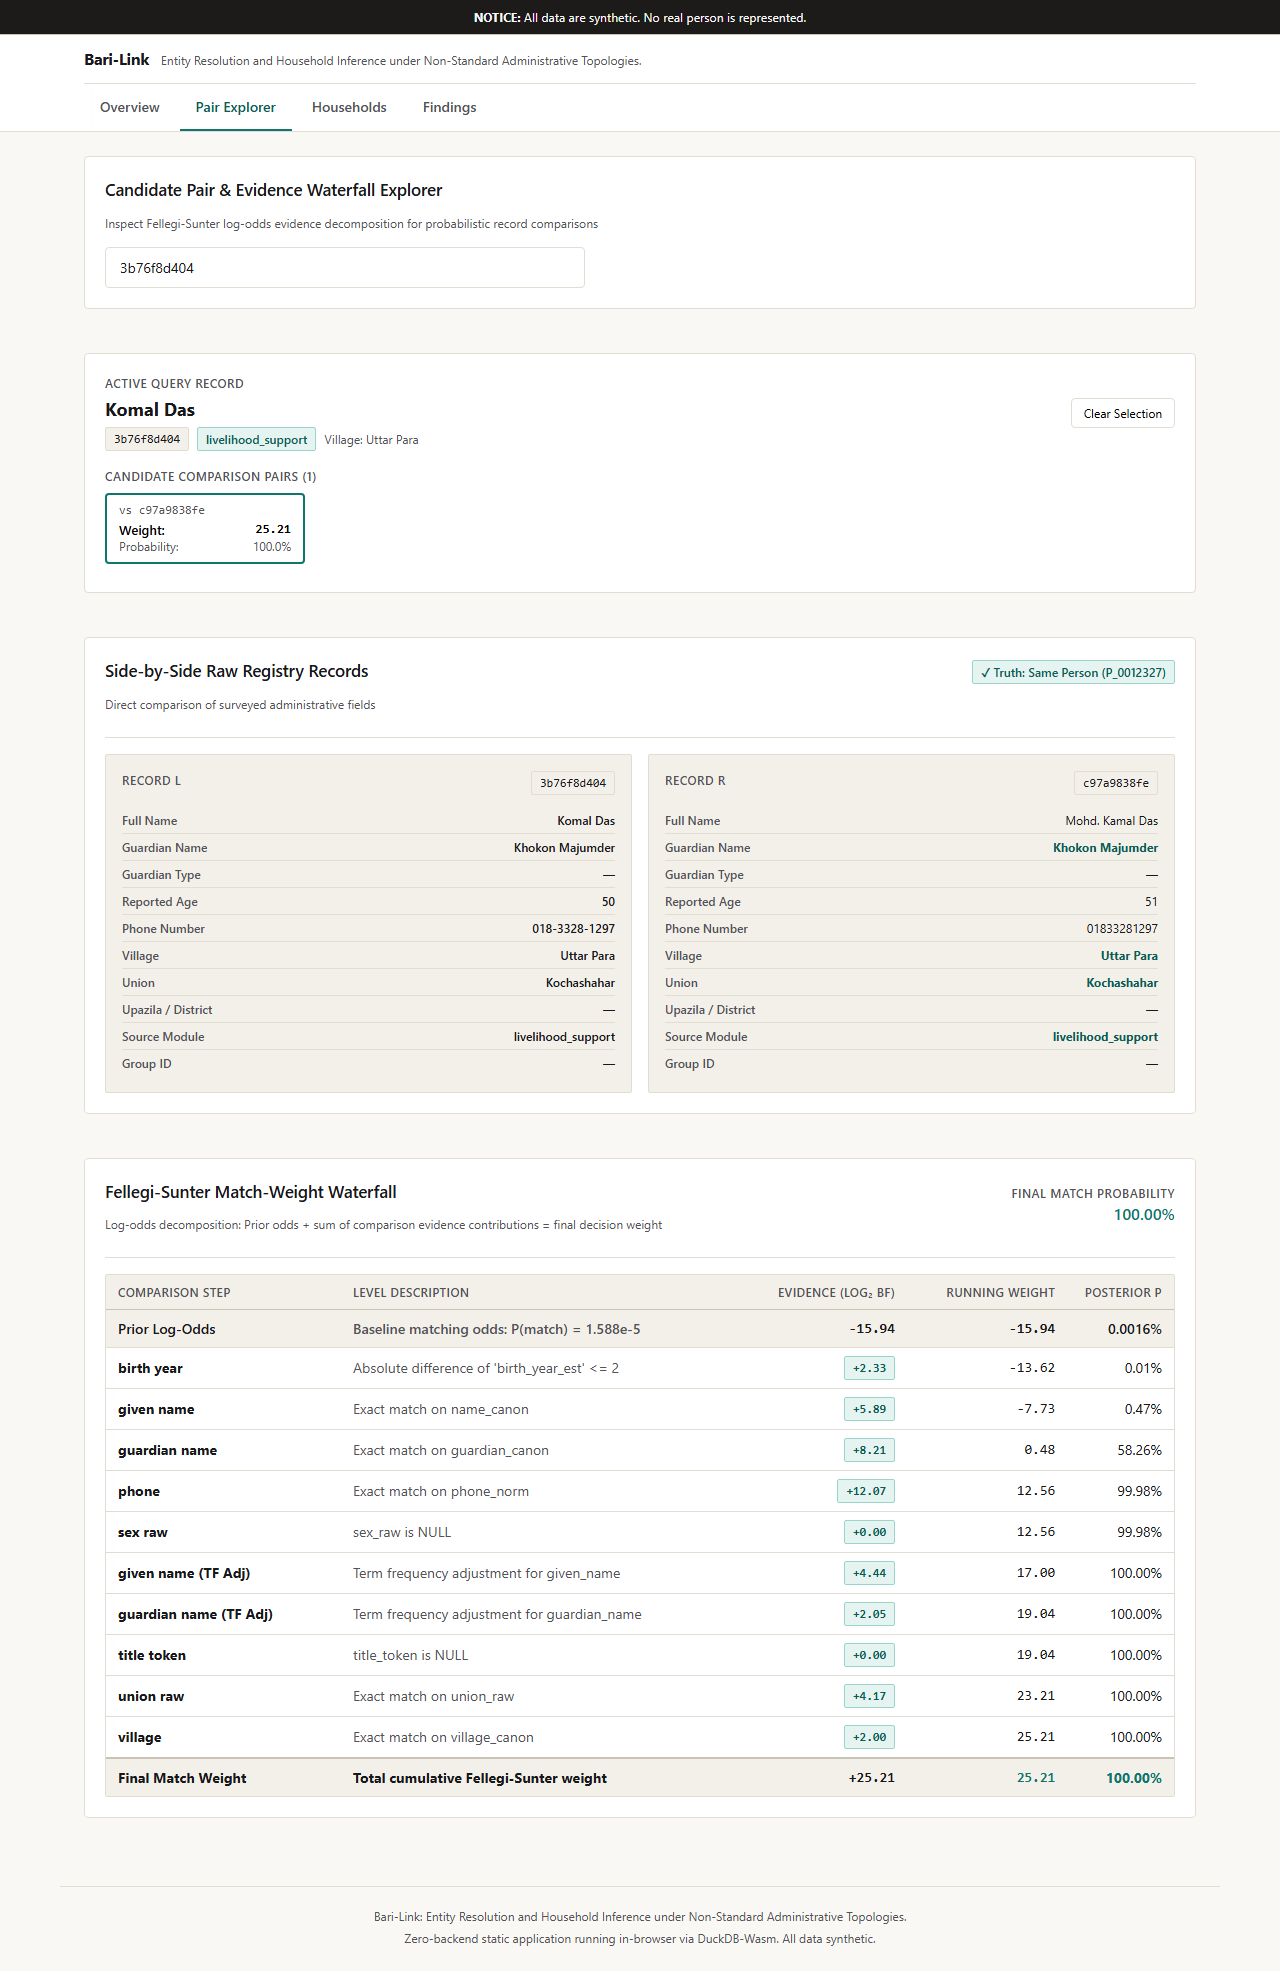 NOTICE: All data are synthetic. No real person is represented.
Bari-Link Entity Resolution and Household Inference under Non-Standard Administrative Topologies.
Overview Pair Explorer Households Findings
Candidate Pair & Evidence Waterfall Explorer
Inspect Fellegi-Sunter log-odds evidence decomposition for probabilistic record comparisons
3b76f8d404
ACTIVE QUERY RECORD
Komal Das
Clear Selection
3b76f8d404 livelihood_support Village: Uttar Para
CANDIDATE COMPARISON PAIRS (1)
vs c97a9838fe
Weight: 25.21
Probability: 100.0%
Side-by-Side Raw Registry Records
✓ Truth: Same Person (P_0012327)
Direct comparison of surveyed administrative fields
RECORD L 3b76f8d404
Full Name Komal Das
Guardian Name Khokon Majumder
Guardian Type —
Reported Age 50
Phone Number 018-3328-1297
Village Uttar Para
Union Kochashahar
Upazila / District —
Source Module livelihood_support
Group ID —
RECORD R c97a9838fe
Full Name Mohd. Kamal Das
Guardian Name Khokon Majumder
Guardian Type —
Reported Age 51
Phone Number 01833281297
Village Uttar Para
Union Kochashahar
Upazila / District —
Source Module livelihood_support
Group ID —
Fellegi-Sunter Match-Weight Waterfall
Log-odds decomposition: Prior odds + sum of comparison evidence contributions = final decision weight
FINAL MATCH PROBABILITY
100.00%
COMPARISON STEP LEVEL DESCRIPTION EVIDENCE (LOG₂ BF) RUNNING WEIGHT POSTERIOR P
Prior Log-Odds Baseline matching odds: P(match) = 1.588e-5 -15.94 -15.94 0.0016%
birth year Absolute difference of 'birth_year_est' <= 2 +2.33 -13.62 0.01%
given name Exact match on name_canon +5.89 -7.73 0.47%
guardian name Exact match on guardian_canon +8.21 0.48 58.26%
phone Exact match on phone_norm +12.07 12.56 99.98%
sex raw sex_raw is NULL +0.00 12.56 99.98%
given name (TF Adj) Term frequency adjustment for given_name +4.44 17.00 100.00%
guardian name (TF Adj) Term frequency adjustment for guardian_name +2.05 19.04 100.00%
title token title_token is NULL +0.00 19.04 100.00%
union raw Exact match on union_raw +4.17 23.21 100.00%
village Exact match on village_canon +2.00 25.21 100.00%
Final Match Weight Total cumulative Fellegi-Sunter weight +25.21 25.21 100.00%
Bari-Link: Entity Resolution and Household Inference under Non-Standard Administrative Topologies.
Zero-backend static application running in-browser via DuckDB-Wasm. All data synthetic.